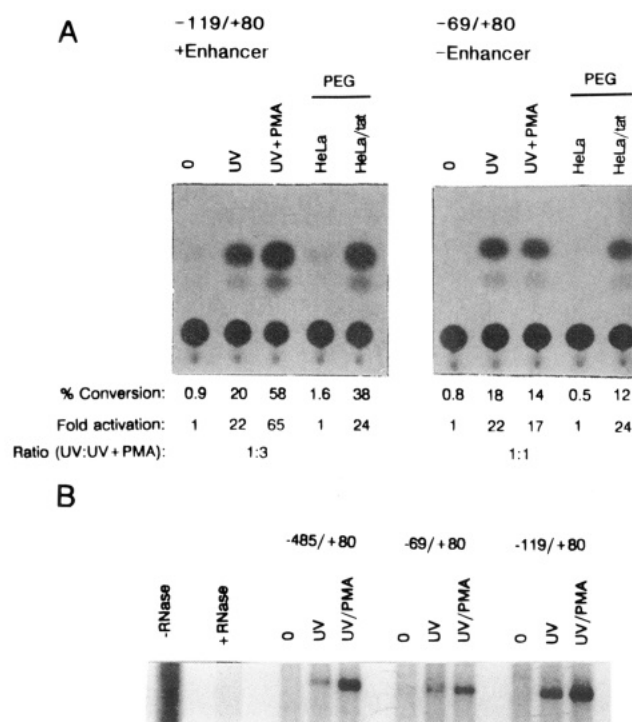 A
-119/+80
+Enhancer
-69/+80
-Enhancer
PEG
PEG
0 UV UV+PMA HeLa HeLa/tat
0 UV UV+PMA HeLa HeLa/tat
% Conversion: 0.9 20 58 1.6 38 0.8 18 14 0.5 12
Fold activation: 1 22 65 1 24 1 22 17 1 24
Ratio (UV:UV+PMA): 1:3 1:1
B
-485/+80 -69/+80 -119/+80
-RNase +RNase 0 UV UV/PMA 0 UV UV/PMA 0 UV UV/PMA